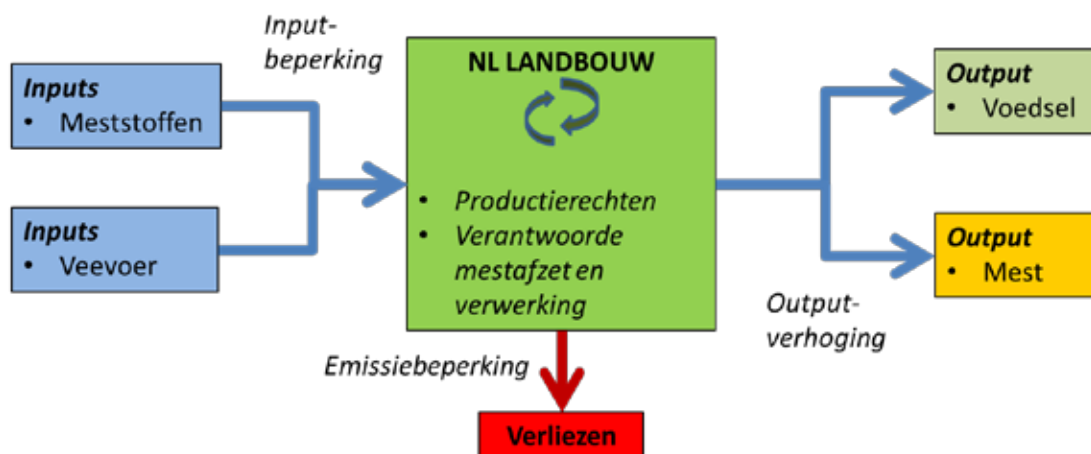 Input-
beperking
Inputs
• Meststoffen
Inputs
• Veevoer
NL LANDBOUW
• Productierechten
• Verantwoorde
mestafzet en
verwerking
Emissiebeperking
Verliezen
Output
• Voedsel
Output
• Mest
Output-
verhoging